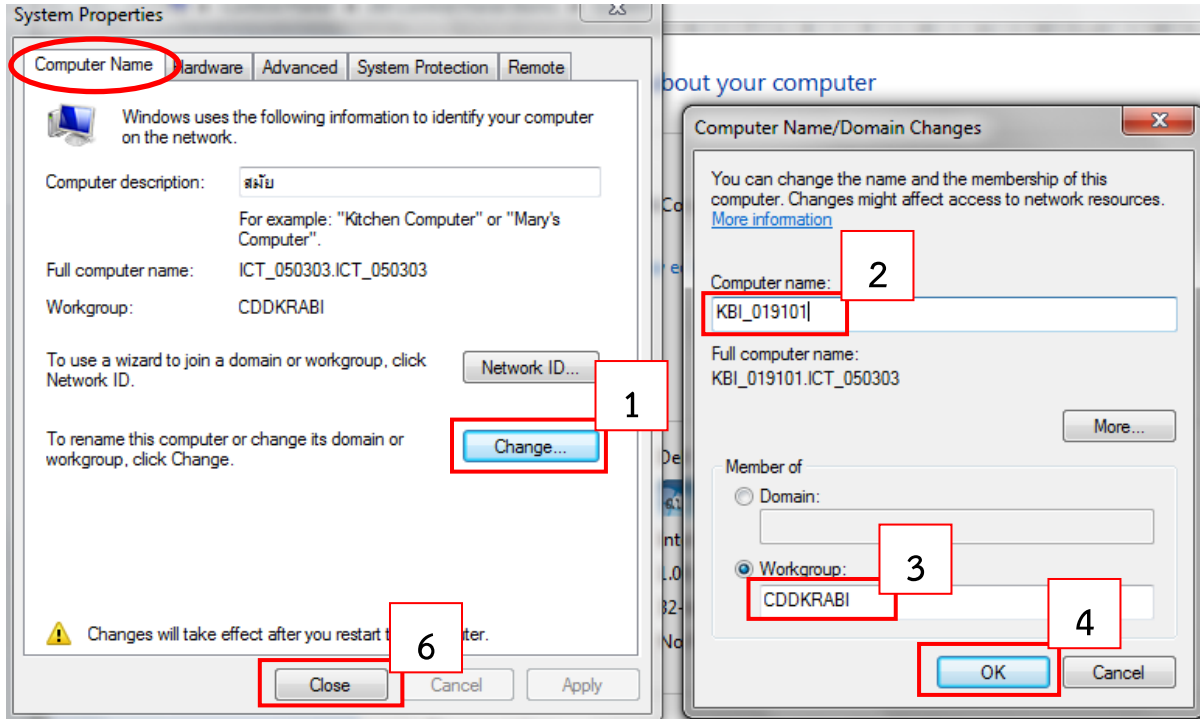 System Properties
Computer Name
Hardware
Advanced
System Protection
Remote
Windows uses the following information to identify your computer
on the network.
Computer description:
สมัย
For example: "Kitchen Computer" or "Mary's
Computer".
Full computer name:
ICT_050303.ICT_050303
Workgroup:
CDDKRABI
To use a wizard to join a domain or workgroup, click
Network ID.
Network ID...
1
To rename this computer or change its domain or
workgroup, click Change.
Change...
Changes will take effect after you restart
6
Close
Cancel
Apply
your computer
Computer Name/Domain Changes
You can change the name and the membership of this
computer. Changes might affect access to network resources.
More information
2
Computer name:
KBI_019101
Full computer name:
KBI_019101.ICT_050303
More...
Member of
Domain:
3
Workgroup:
CDDKRABI
4
OK
Cancel